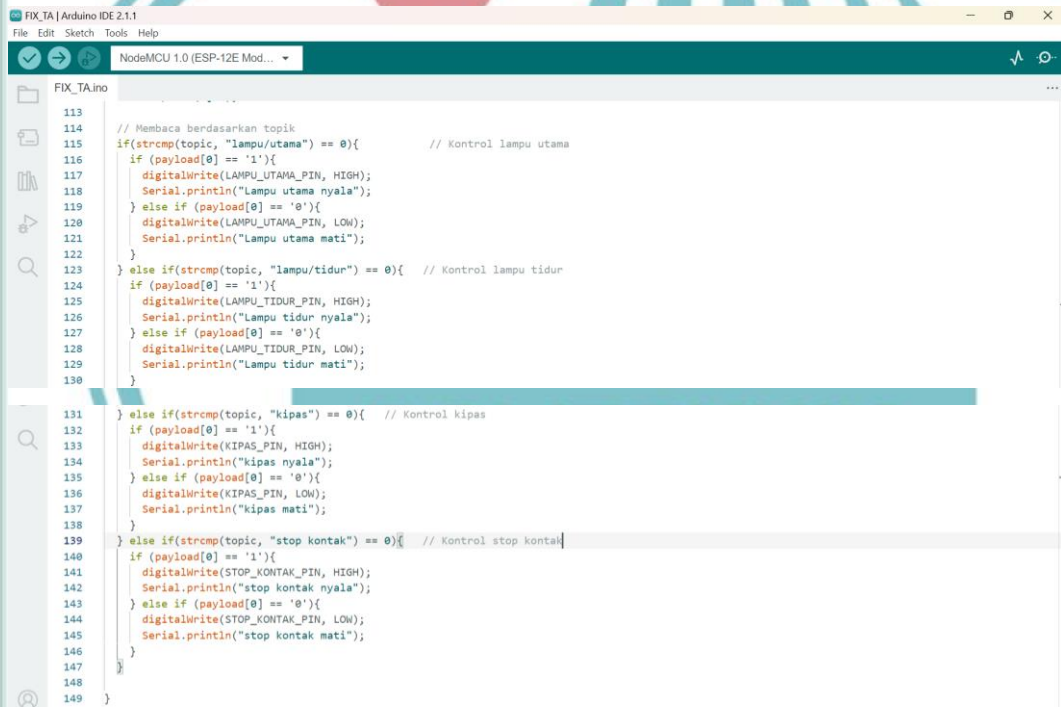 FIX_TA | Arduino IDE 2.1.1
File Edit Sketch Tools Help
NodeMCU 1.0 (ESP-12E Mod...
FIX_TA.ino
113
114 // Membaca berdasarkan topik
115 if(strcmp(topic, "lampu/utama") == 0){ // Kontrol lampu utama
116 if (payload[0] == '1'){
117 digitalWrite(LAMPU_UTAMA_PIN, HIGH);
118 Serial.println("Lampu utama nyala");
119 } else if (payload[0] == '0'){
120 digitalWrite(LAMPU_UTAMA_PIN, LOW);
121 Serial.println("Lampu utama mati");
122 }
123 } else if(strcmp(topic, "lampu/tidur") == 0){ // Kontrol lampu tidur
124 if (payload[0] == '1'){
125 digitalWrite(LAMPU_TIDUR_PIN, HIGH);
126 Serial.println("Lampu tidur nyala");
127 } else if (payload[0] == '0'){
128 digitalWrite(LAMPU_TIDUR_PIN, LOW);
129 Serial.println("Lampu tidur mati");
130 }
131 } else if(strcmp(topic, "kipas") == 0){ // Kontrol kipas
132 if (payload[0] == '1'){
133 digitalWrite(KIPAS_PIN, HIGH);
134 Serial.println("kipas nyala");
135 } else if (payload[0] == '0'){
136 digitalWrite(KIPAS_PIN, LOW);
137 Serial.println("kipas mati");
138 }
139 } else if(strcmp(topic, "stop kontak") == 0){ // Kontrol stop kontak
140 if (payload[0] == '1'){
141 digitalWrite(STOP_KONTAK_PIN, HIGH);
142 Serial.println("stop kontak nyala");
143 } else if (payload[0] == '0'){
144 digitalWrite(STOP_KONTAK_PIN, LOW);
145 Serial.println("stop kontak mati");
146 }
147 }
148
149 }